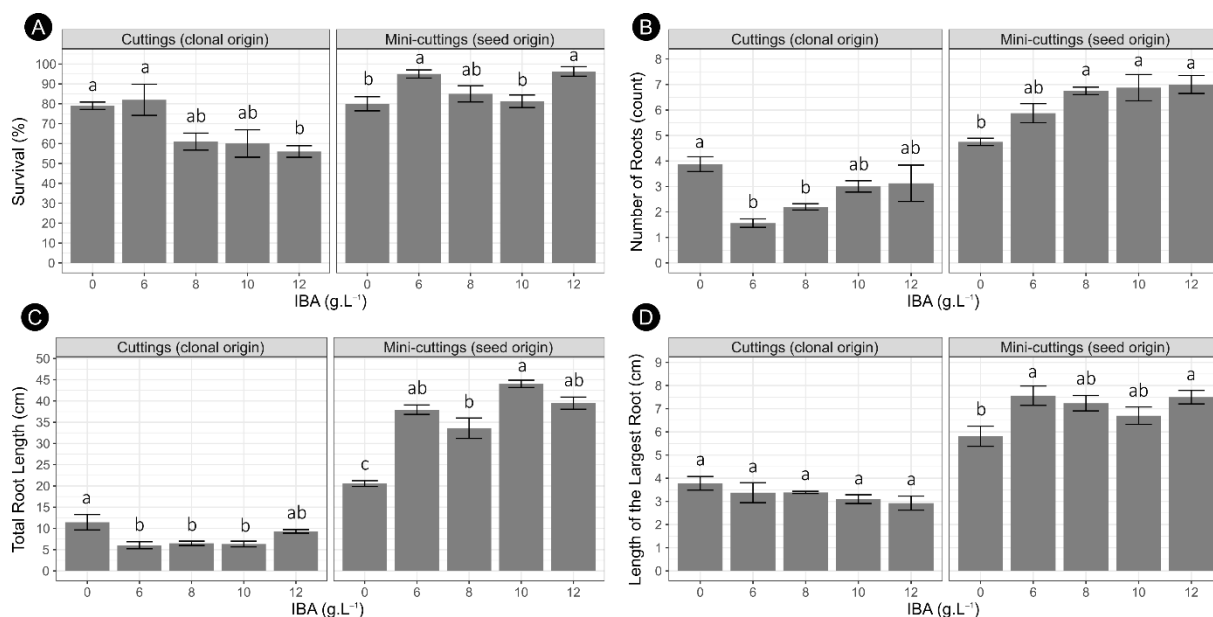 A
Cuttings (clonal origin)
Mini-cuttings (seed origin)
Survival (%)
100
90
80
70
60
50
40
30
20
10
0
a
a
ab
ab
b
b
a
ab
b
a
0 6 8 10 12
0 6 8 10 12
IBA (g.L⁻¹)
B
Cuttings (clonal origin)
Mini-cuttings (seed origin)
Number of Roots (count)
8
7
6
5
4
3
2
1
0
a
b
b
ab
ab
b
ab
a
a
a
0 6 8 10 12
0 6 8 10 12
IBA (g.L⁻¹)
C
Cuttings (clonal origin)
Mini-cuttings (seed origin)
Total Root Length (cm)
50
45
40
35
30
25
20
15
10
5
0
a
b
b
b
ab
c
ab
b
a
ab
0 6 8 10 12
0 6 8 10 12
IBA (g.L⁻¹)
D
Cuttings (clonal origin)
Mini-cuttings (seed origin)
Length of the Largest Root (cm)
9
8
7
6
5
4
3
2
1
0
a
a
a
a
a
b
a
ab
ab
a
0 6 8 10 12
0 6 8 10 12
IBA (g.L⁻¹)